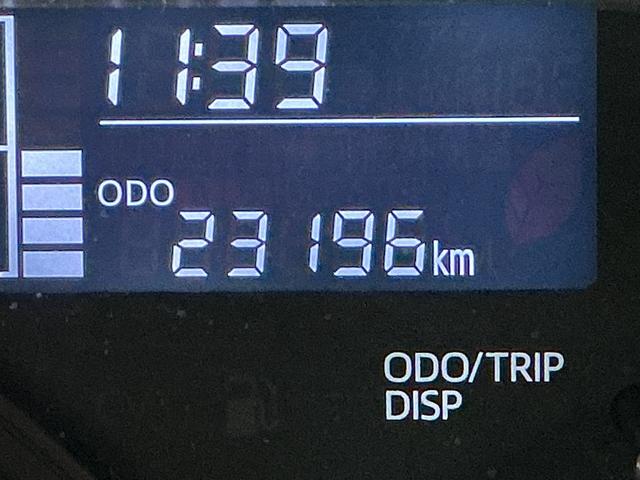 11:39
ODO
23196km
ODO/TRIP
DISP